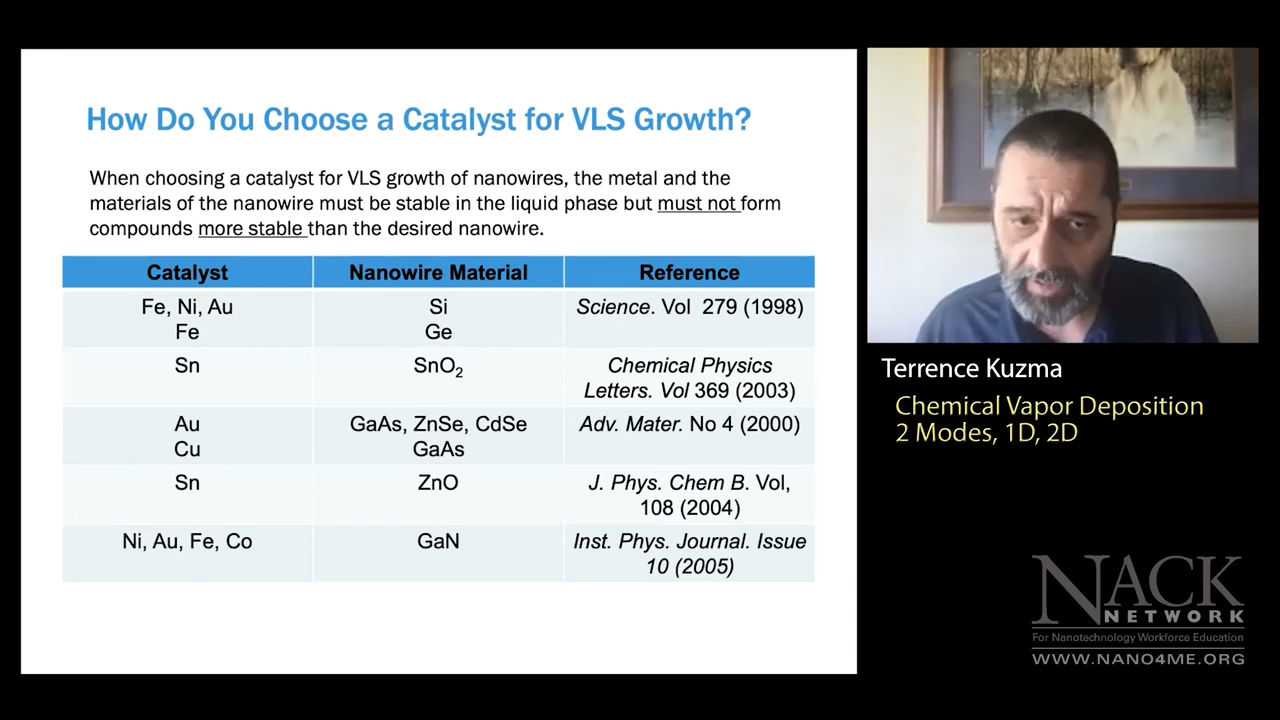 How Do You Choose a Catalyst for VLS Growth?
When choosing a catalyst for VLS growth of nanowires, the metal and the
materials of the nanowire must be stable in the liquid phase but must not form
compounds more stable than the desired nanowire.
Catalyst Nanowire Material Reference
Fe, Ni, Au Si Science. Vol 279 (1998)
Fe Ge
Sn SnO₂ Chemical Physics
Letters. Vol 369 (2003)
Au GaAs, ZnSe, CdSe Adv. Mater. No 4 (2000)
Cu GaAs
Sn ZnO J. Phys. Chem B. Vol,
108 (2004)
Ni, Au, Fe, Co GaN Inst. Phys. Journal. Issue
10 (2005)
Terrence Kuzma
Chemical Vapor Deposition
2 Modes, 1D, 2D
NACK
NETWORK
For Nanotechnology Workforce Education
WWW.NANO4ME.ORG